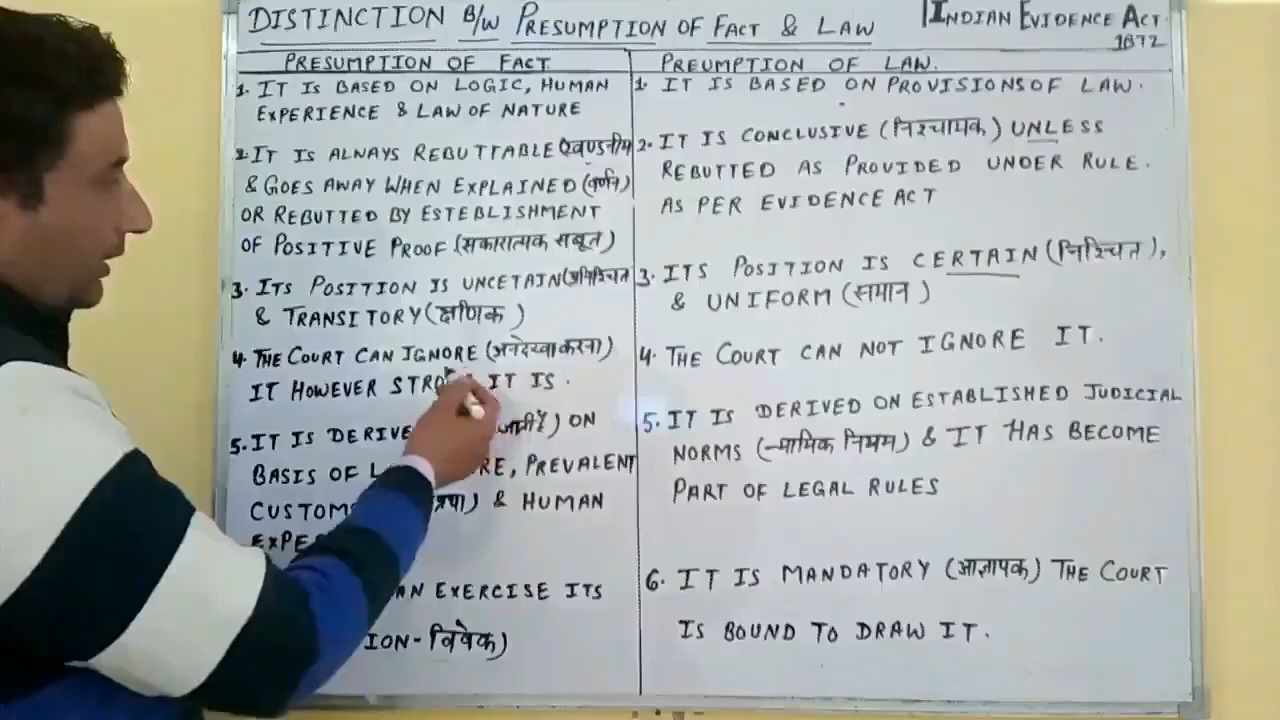 DISTINCTION B/W PRESUMPTION OF FACT & LAW
INDIAN EVIDENCE ACT
1872
PRESUMPTION OF FACT
1. IT IS BASED ON LOGIC, HUMAN
EXPERIENCE & LAW OF NATURE
2. IT IS ALWAYS REBUTTABLE (खण्डनीय
& GOES AWAY WHEN EXPLAINED
OR REBUTTED BY ESTEBLISHMENT
OF POSITIVE PROOF (सकारात्मक सबूत)
3. ITS POSITION IS UNCETAIN (अनिश्चित
& TRANSITORY (क्षणिक)
4. THE COURT CAN IGNORE (अनदेखा करना)
IT HOWEVER STRO IT IS.
5. IT IS DERIVE ON
BASIS OF L RE, PREVALENT
CUSTOMS & HUMAN
EXPE
AN EXERCISE ITS
ION - विवेक)
PREUMPTION OF LAW.
1. IT IS BASED ON PROVISIONS OF LAW.
2. IT IS CONCLUSIVE (निश्चायक) UNLESS
REBUTTED AS PROVIDED UNDER RULE.
AS PER EVIDENCE ACT
3. ITS POSITION IS CERTAIN (निश्चित),
& UNIFORM (समान)
4. THE COURT CAN NOT IGNORE IT.
5. IT IS DERIVED ON ESTABLISHED JUDICIAL
NORMS (न्यायिक नियम) & IT HAS BECOME
PART OF LEGAL RULES
6. IT IS MANDATORY (आज्ञापक) THE COURT
IS BOUND TO DRAW IT.